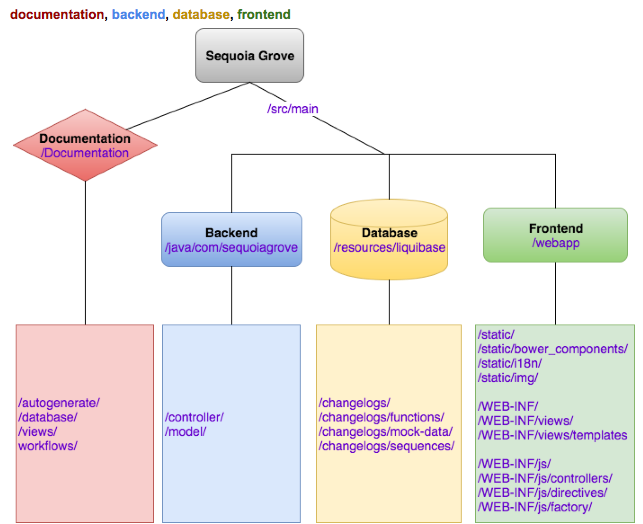 documentation, backend, database, frontend
Sequoia Grove
/src/main
Documentation
/Documentation
Backend
/java/com/sequoiagrove
Database
/resources/liquibase
Frontend
/webapp
/autogenerate/
/database/
/views/
workflows/
/controller/
/model/
/changelogs/
/changelogs/functions/
/changelogs/mock-data/
/changelogs/sequences/
/static/
/static/bower_components/
/static/i18n/
/static/img/
/WEB-INF/
/WEB-INF/views/
/WEB-INF/views/templates
/WEB-INF/js/
/WEB-INF/js/controllers/
/WEB-INF/js/directives/
/WEB-INF/js/factory/